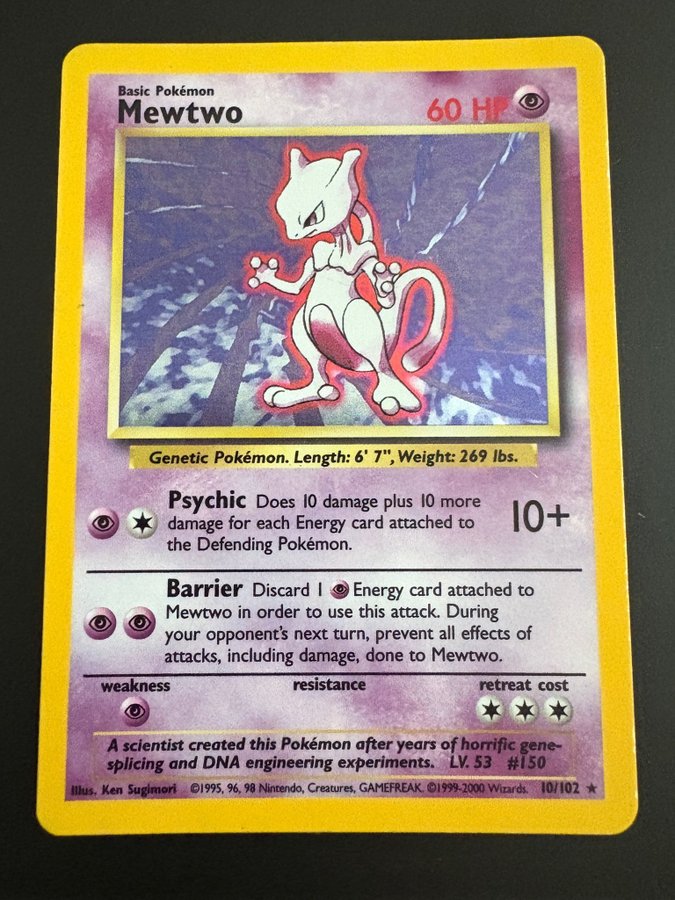 Basic Pokémon
Mewtwo 60 HP
Genetic Pokémon. Length: 6' 7", Weight: 269 lbs.
Psychic Does 10 damage plus 10 more
damage for each Energy card attached to
the Defending Pokémon.
10+
Barrier Discard 1 Energy card attached to
Mewtwo in order to use this attack. During
your opponent's next turn, prevent all effects of
attacks, including damage, done to Mewtwo.
weakness resistance retreat cost
A scientist created this Pokémon after years of horrific gene-
splicing and DNA engineering experiments. LV. 53 #150
Illus. Ken Sugimori ©1995, 96, 98 Nintendo, Creatures, GAMEFREAK. ©1999-2000 Wizards. 10/102 ★